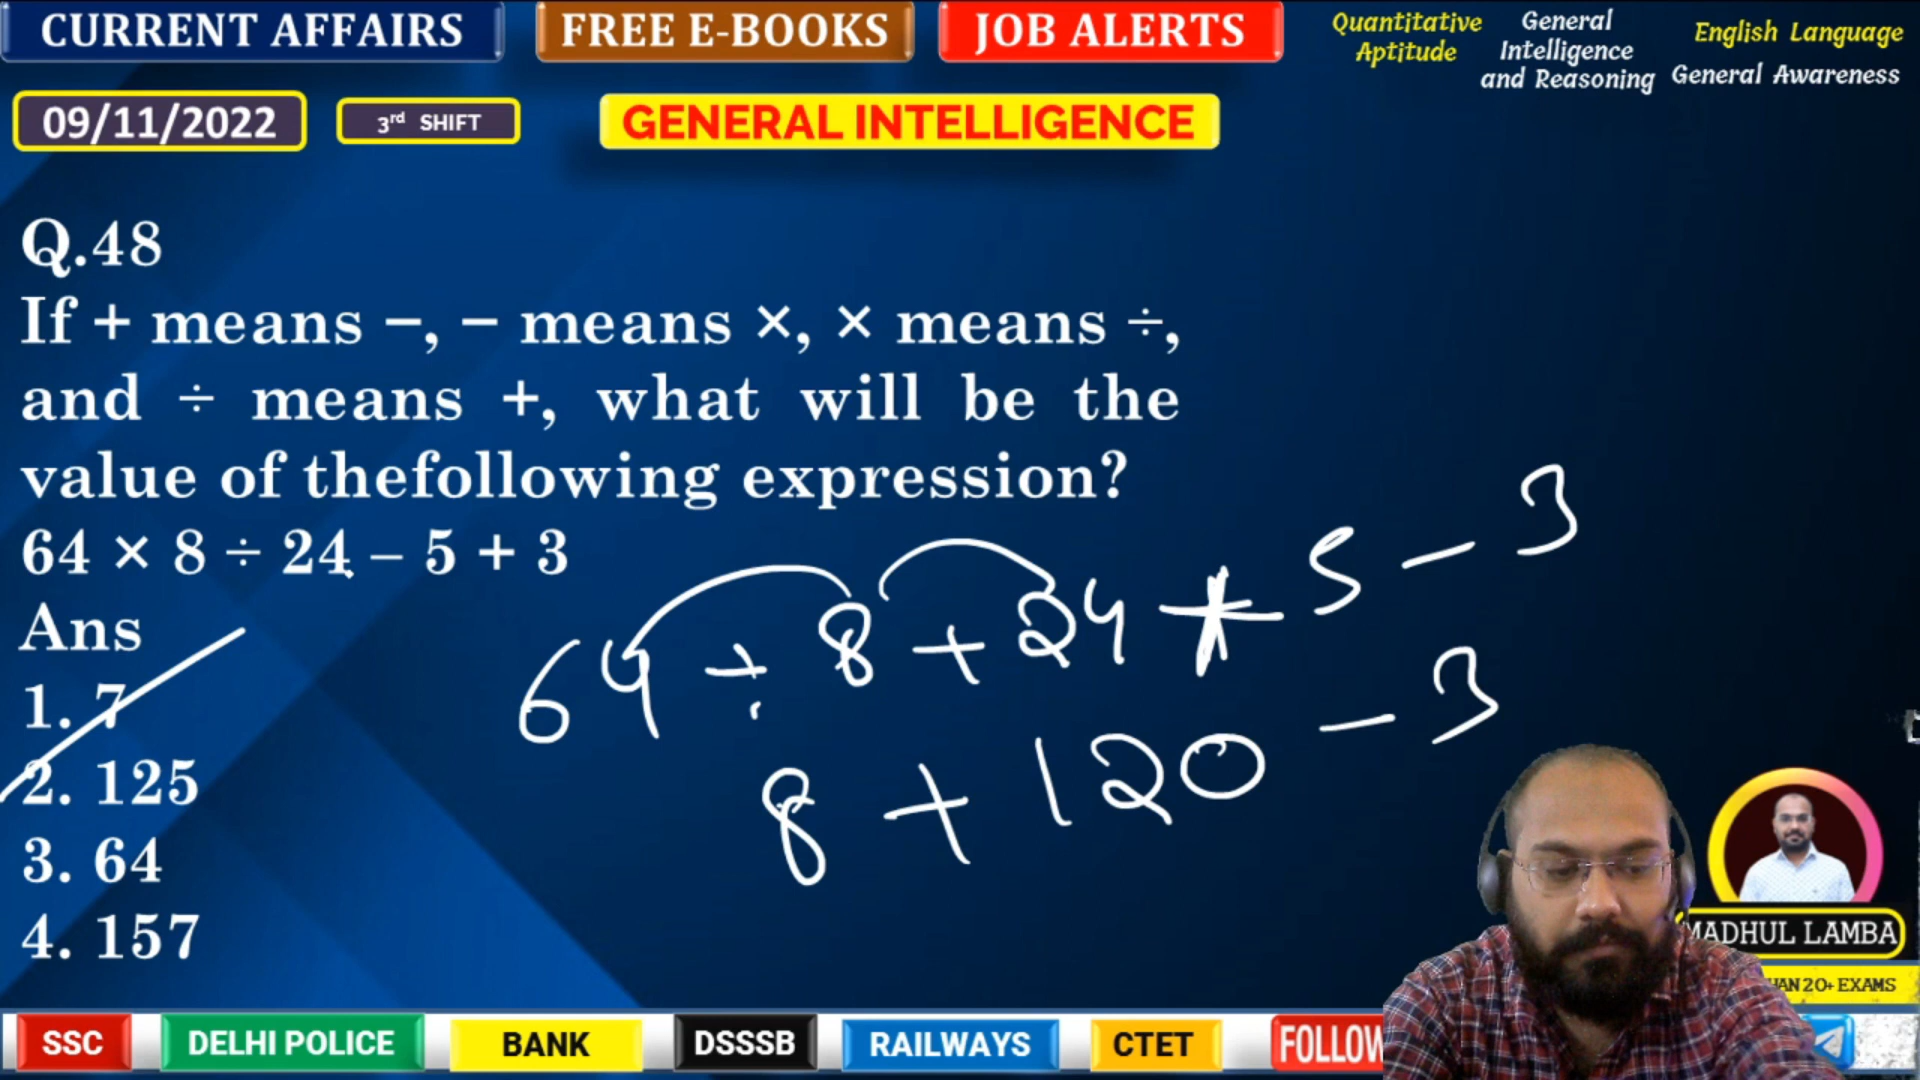 CURRENT AFFAIRS
FREE E-BOOKS
JOB ALERTS
Quantitative Aptitude
General Intelligence and Reasoning
English Language
General Awareness
09/11/2022
3rd SHIFT
GENERAL INTELLIGENCE
Q.48
If + means −, − means ×, × means ÷,
and ÷ means +, what will be the
value of thefollowing expression?
64 × 8 ÷ 24 − 5 + 3
Ans
1. 7
2. 125
3. 64
4. 157
64 ÷ 8 + 24 * 5 − 3
8 + 120 − 3
MADHUL LAMBA
20+ EXAMS
SSC
DELHI POLICE
BANK
DSSSB
RAILWAYS
CTET
FOLLOW